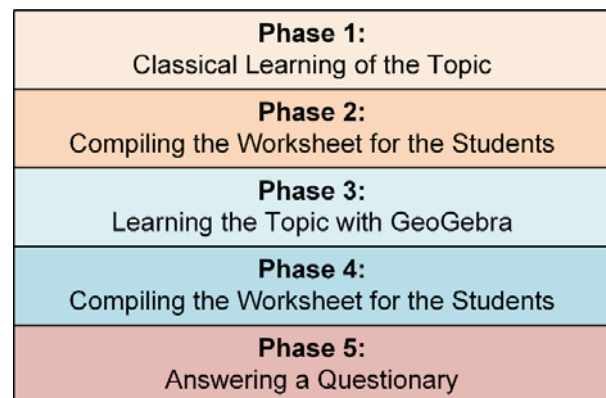 Phase 1:
Classical Learning of the Topic
Phase 2:
Compiling the Worksheet for the Students
Phase 3:
Learning the Topic with GeoGebra
Phase 4:
Compiling the Worksheet for the Students
Phase 5:
Answering a Questionary